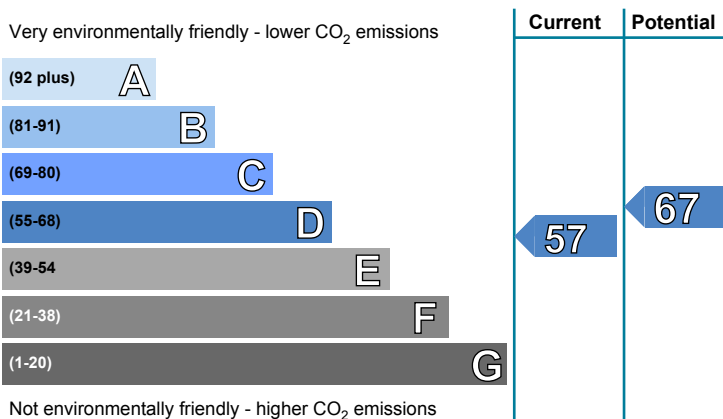 Very environmentally friendly - lower CO2 emissions
Current
Potential
(92 plus) A
(81-91) B
(69-80) C
(55-68) D
(39-54 E
(21-38) F
(1-20) G
57
67
Not environmentally friendly - higher CO2 emissions